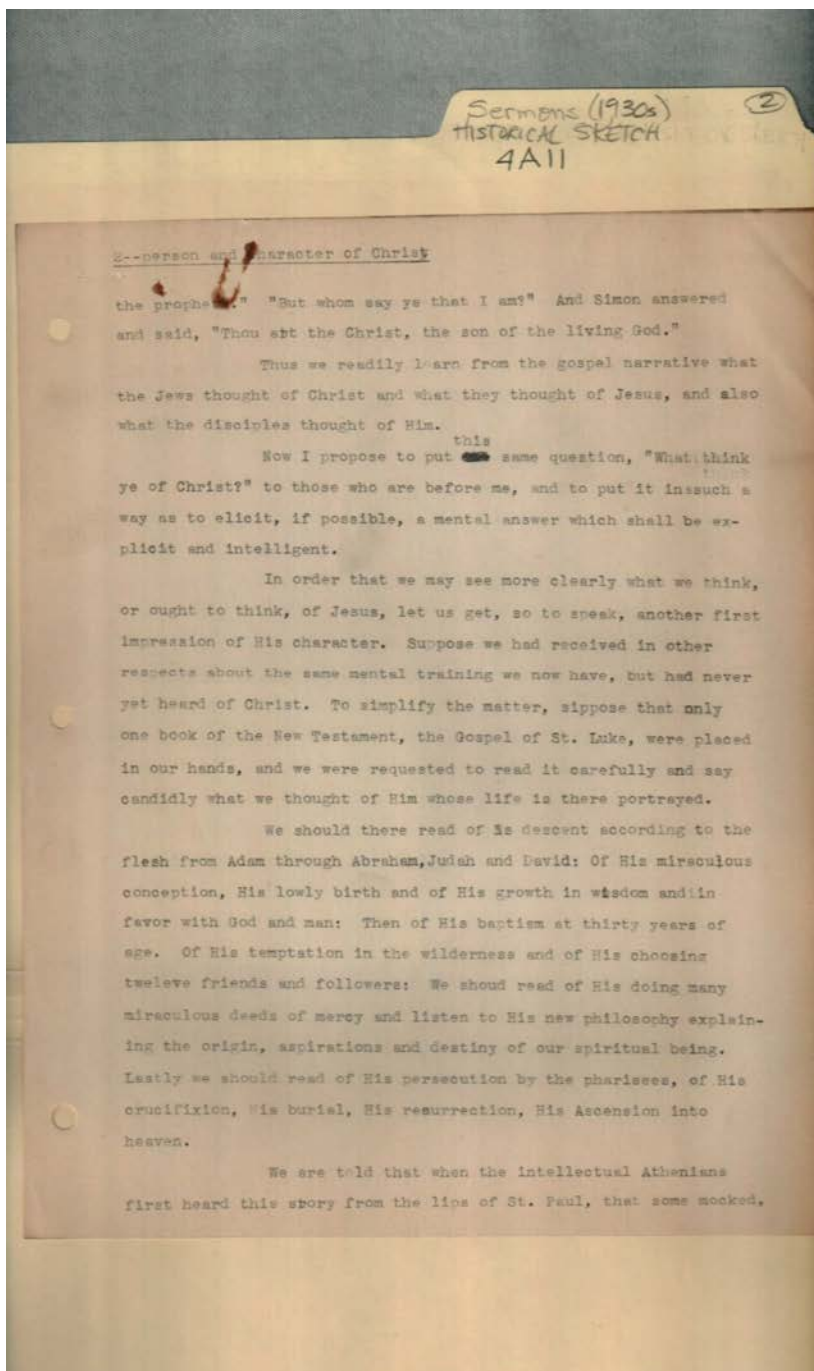 Sermons (1930s) 2
HISTORICAL SKETCH
4A11
2--person and character of Christ
the prophets." "But whom say ye that I am?" And Simon answered
and said, "Thou art the Christ, the son of the living God."
Thus we readily learn from the gospel narrative what
the Jews thought of Christ and what they thought of Jesus, and also
what the disciples thought of Him.
this
Now I propose to put same question, "What think
ye of Christ?" to those who are before me, and to put it inssuch a
way as to elicit, if possible, a mental answer which shall be ex-
plicit and intelligent.
In order that we may see more clearly what we think,
or ought to think, of Jesus, let us get, so to speak, another first
impression of His character. Suppose we had received in other
respects about the same mental training we now have, but had never
yet heard of Christ. To simplify the matter, sippose that only
one book of the New Testament, the Gospel of St. Luke, were placed
in our hands, and we were requested to read it carefully and say
candidly what we thought of Him whose life is there portrayed.
We should there read of is descent according to the
flesh from Adam through Abraham,Judah and David: Of His miraculous
conception, His lowly birth and of His growth in wisdom and in
favor with God and man: Then of His baptism at thirty years of
age. Of His temptation in the wilderness and of His choosing
tweleve friends and followers: We shoud read of His doing many
miraculous deeds of mercy and listen to His new philosophy explain-
ing the origin, aspirations and destiny of our spiritual being.
Lastly we should read of His persecution by the pharisees, of His
crucifixion, His burial, His resurrection, His Ascension into
heaven.
We are told that when the intellectual Athenians
first heard this story from the lips of St. Paul, that some mocked,